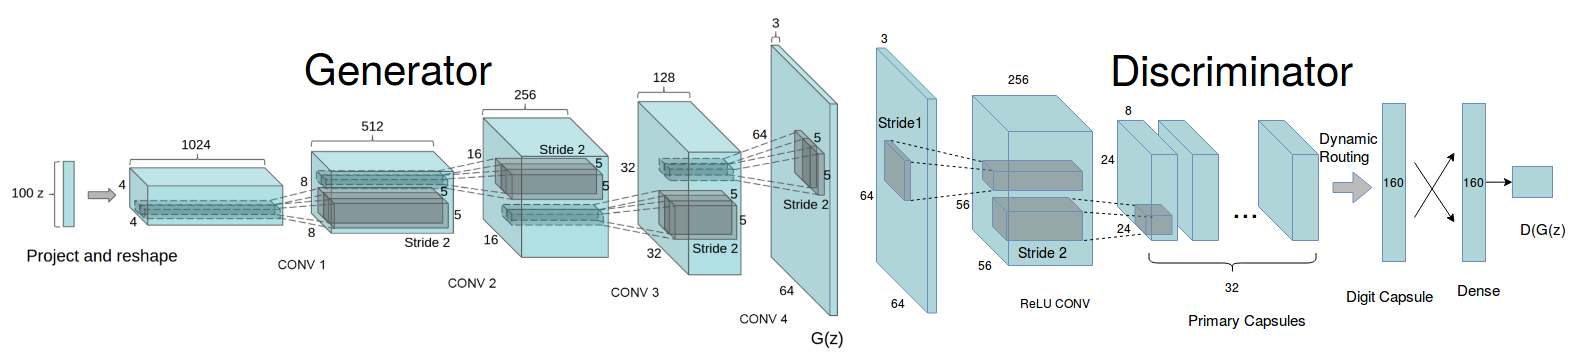 Generator
100 z
Project and reshape
1024
4
4
512
8
8
5
5
Stride 2
CONV 1
256
16
16
Stride 2
5
5
CONV 2
128
32
32
5
5
Stride 2
CONV 3
3
64
64
5
5
Stride 2
CONV 4
G(z)
Discriminator
3
Stride1
64
64
256
56
56
Stride 2
ReLU CONV
8
24
24
...
32
Primary Capsules
Dynamic
Routing
160
Digit Capsule
160
Dense
D(G(z)